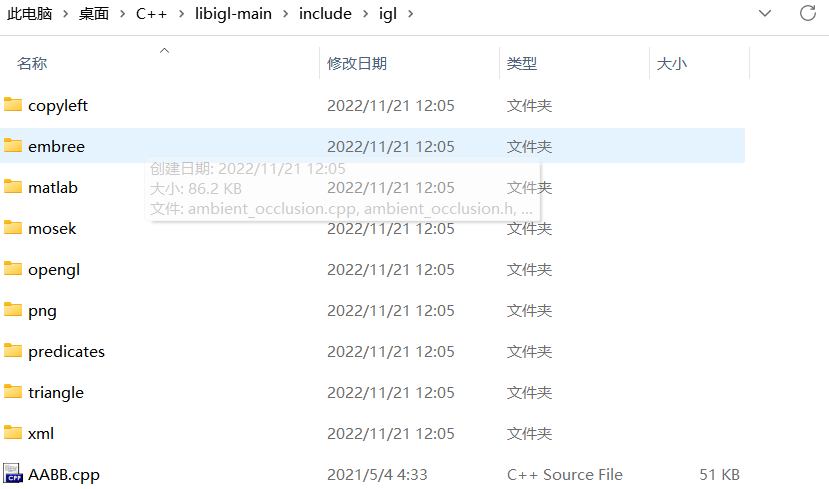 此电脑 > 桌面 > C++ > libigl-main > include > igl >
名称 修改日期 类型 大小
copyleft 2022/11/21 12:05 文件夹
embree 2022/11/21 12:05 文件夹
创建日期: 2022/11/21 12:05
大小: 86.2 KB
文件: ambient_occlusion.cpp, ambient_occlusion.h, ...
matlab 2022/11/21 12:05 文件夹
mosek 2022/11/21 12:05 文件夹
opengl 2022/11/21 12:05 文件夹
png 2022/11/21 12:05 文件夹
predicates 2022/11/21 12:05 文件夹
triangle 2022/11/21 12:05 文件夹
xml 2022/11/21 12:05 文件夹
AABB.cpp 2021/5/4 4:33 C++ Source File 51 KB